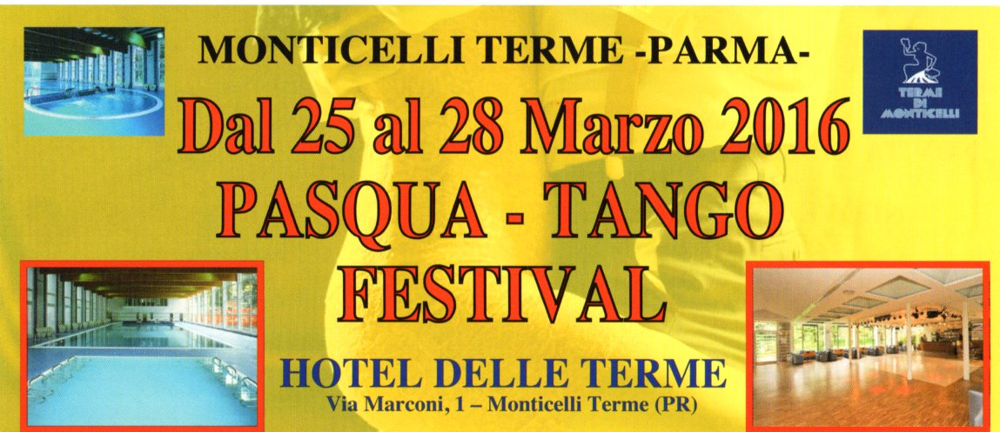 MONTICELLI TERME -PARMA-
TERME
DI
MONTICELLI
Dal 25 al 28 Marzo 2016
PASQUA - TANGO
FESTIVAL
HOTEL DELLE TERME
Via Marconi, 1 – Monticelli Terme (PR)